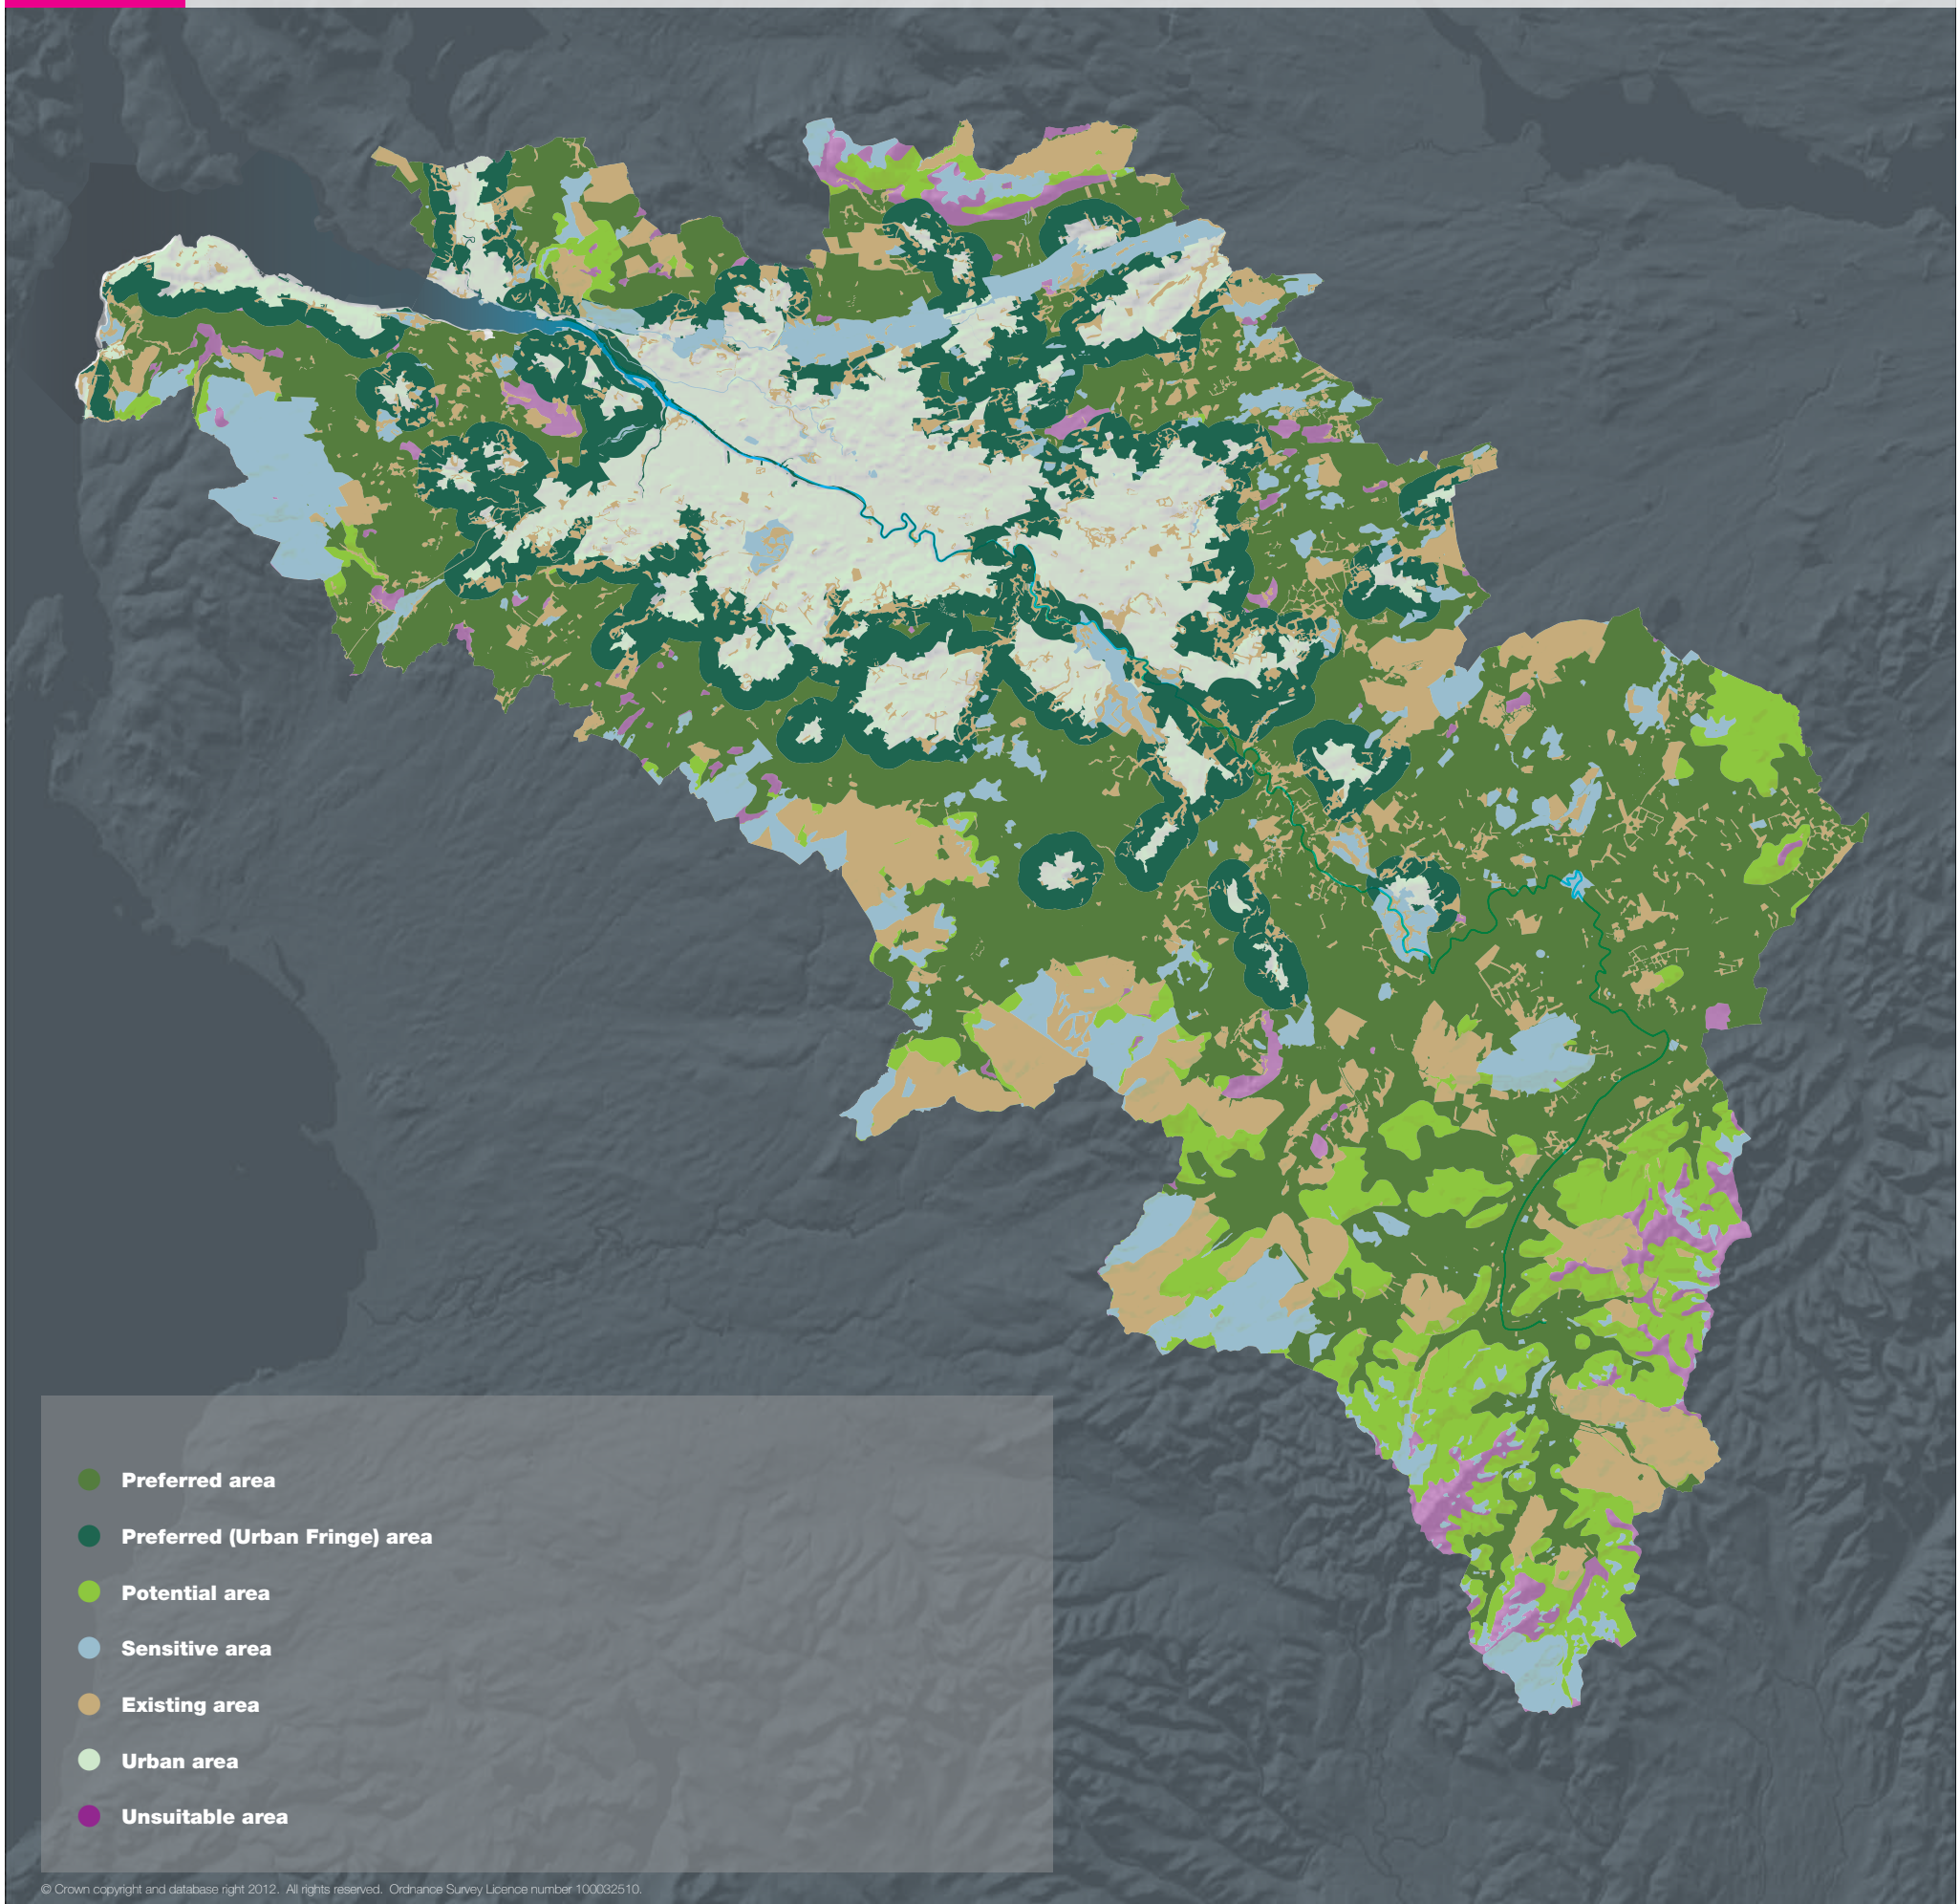 Preferred area
Preferred (Urban Fringe) area
Potential area
Sensitive area
Existing area
Urban area
Unsuitable area
© Crown copyright and database right 2012. All rights reserved. Ordnance Survey Licence number 100032510.